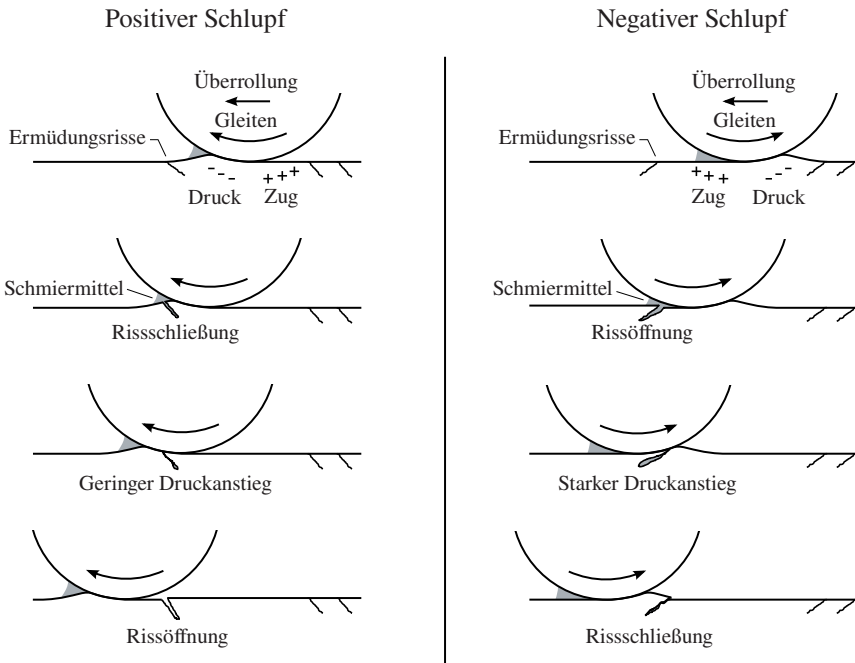 Positiver Schlupf
Überrollung
Gleiten
Ermüdungsrisse
- - -
+ + +
Druck
Zug
Schmiermittel
Rissschließung
Geringer Druckanstieg
Rissöffnung
Negativer Schlupf
Überrollung
Gleiten
Ermüdungsrisse
+ + +
- - -
Zug
Druck
Schmiermittel
Rissöffnung
Starker Druckanstieg
Rissschließung